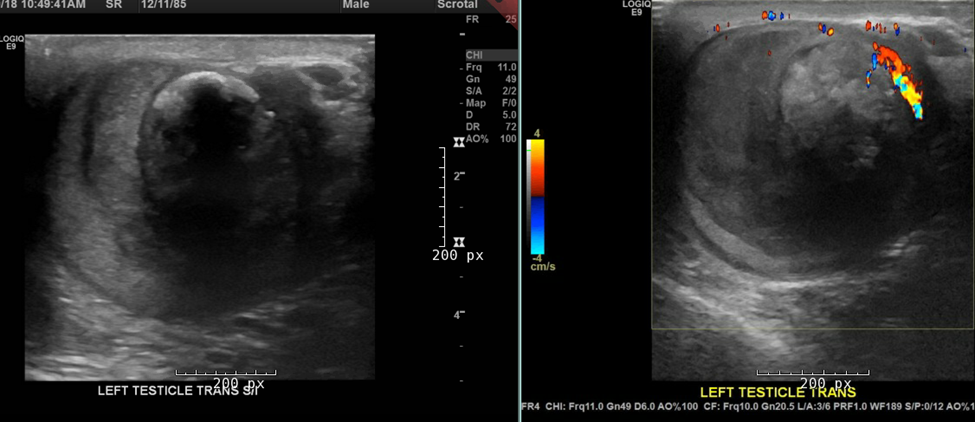 /18 10:49:41AM SR 12/11/85 Male Scrotal
LOGIQ
E9
FR 25
CHI
Frq 11.0
Gn 49
S/A 2/2
Map F/0
D 5.0
DR 72
AO% 100
2
4
200 px
200 px
LEFT TESTICLE TRANS S/I
LOGIQ
E9
4
-4
cm/s
200 px
LEFT TESTICLE TRANS
FR4 CHI: Frq11.0 Gn49 D6.0 AO%100 CF: Frq10.0 Gn20.5 L/A:3/6 PRF1.0 WF189 S/P:0/12 AO%1